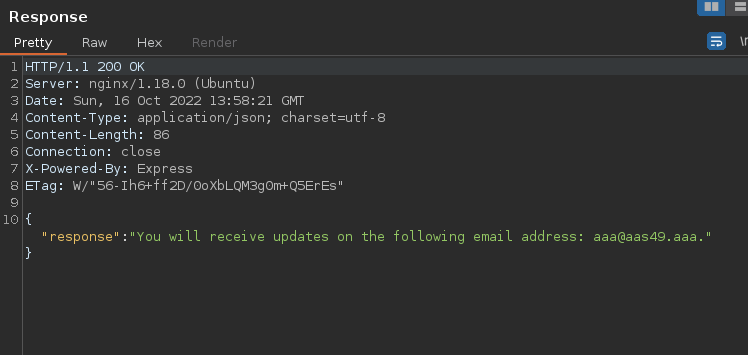 Response
Pretty Raw Hex Render
1 HTTP/1.1 200 OK
2 Server: nginx/1.18.0 (Ubuntu)
3 Date: Sun, 16 Oct 2022 13:58:21 GMT
4 Content-Type: application/json; charset=utf-8
5 Content-Length: 86
6 Connection: close
7 X-Powered-By: Express
8 ETag: W/"56-Ih6+ff2D/0oXbLQM3g0m+Q5ErEs"
9
10 {
"response":"You will receive updates on the following email address: aaa@aas49.aaa."
}